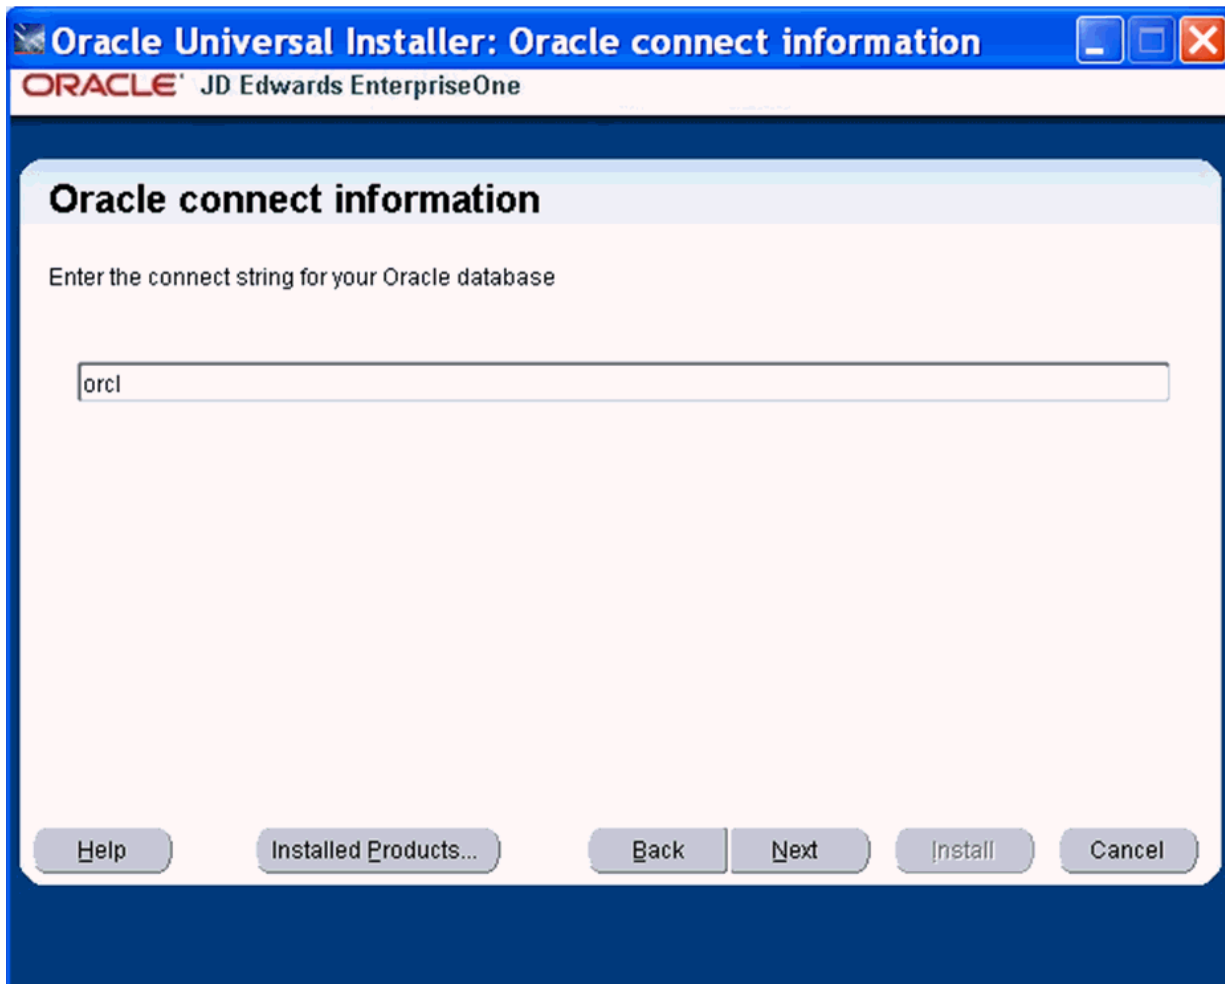 Oracle Universal Installer: Oracle connect information
ORACLE' JD Edwards EnterpriseOne
Oracle connect information
Enter the connect string for your Oracle database
orcl
Help Installed Products... Back Next Install Cancel